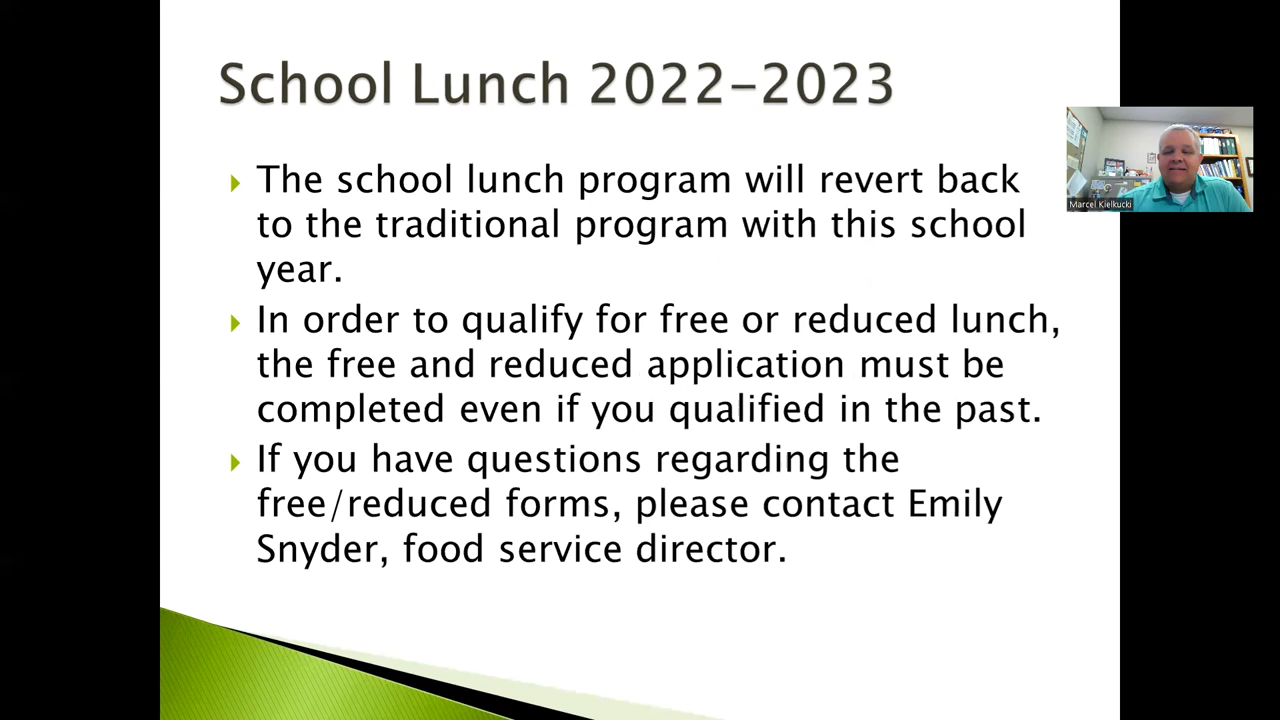 School Lunch 2022-2023
The school lunch program will revert back
to the traditional program with this school
year.
In order to qualify for free or reduced lunch,
the free and reduced application must be
completed even if you qualified in the past.
If you have questions regarding the
free/reduced forms, please contact Emily
Snyder, food service director.
Marcel Kielkucki